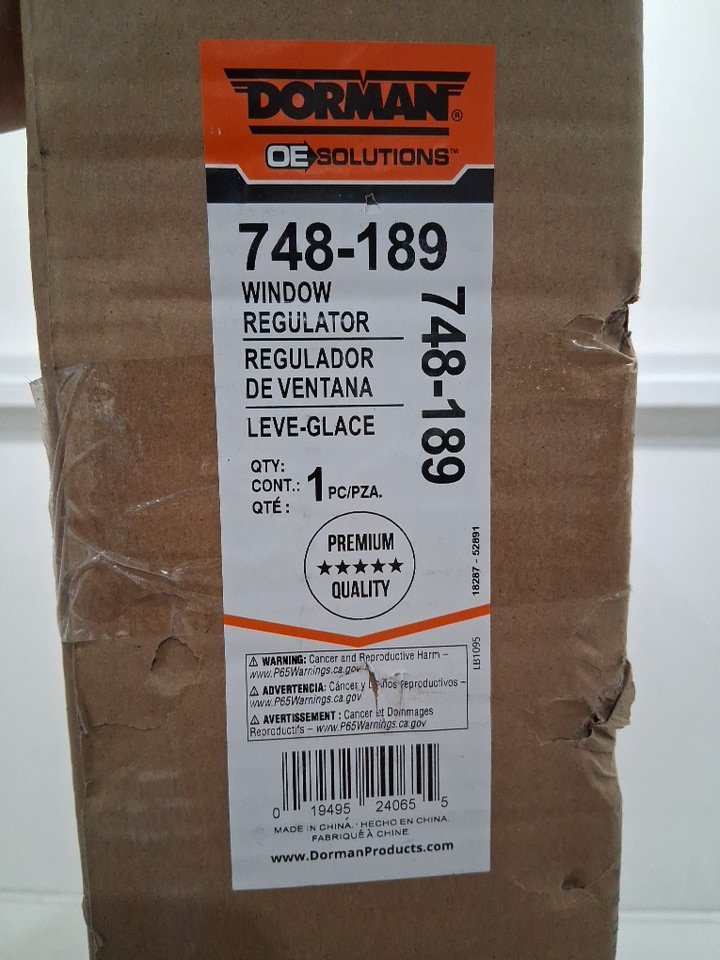 DORMAN®
OE SOLUTIONS™
748-189
WINDOW
REGULATOR
REGULADOR
DE VENTANA
LEVE-GLACE
748-189
QTY:
CONT.: 1 PC/PZA.
QTÉ :
PREMIUM
★★★★★
QUALITY
18287 - 52891
LB1095
⚠ WARNING: Cancer and Reproductive Harm –
www.P65Warnings.ca.gov
⚠ ADVERTENCIA: Cáncer y reproductivos –
www.P65Warnings.ca.gov
⚠ AVERTISSEMENT : Cancer et Dommages
Reproductifs – www.P65Warnings.ca.gov
0 19495 24065 5
MADE IN CHINA. · HECHO EN CHINA.
FABRIQUÉ À CHINE
www.DormanProducts.com